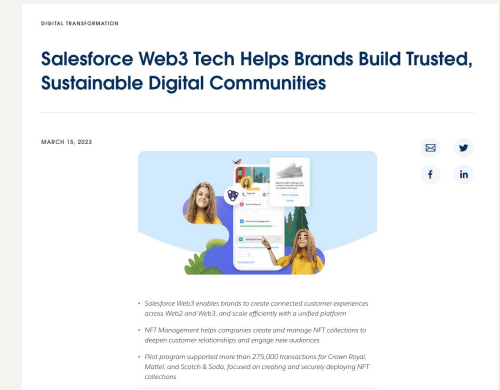 DIGITAL TRANSFORMATION
Salesforce Web3 Tech Helps Brands Build Trusted,
Sustainable Digital Communities
MARCH 15, 2023
• Salesforce Web3 enables brands to create connected customer experiences
across Web2 and Web3, and scale efficiently with a unified platform
• NFT Management helps companies create and manage NFT collections to
deepen customer relationships and engage new audiences
• Pilot program supported more than 275,000 transactions for Crown Royal,
Mattel, and Scotch & Soda, focused on creating and securely deploying NFT
collections